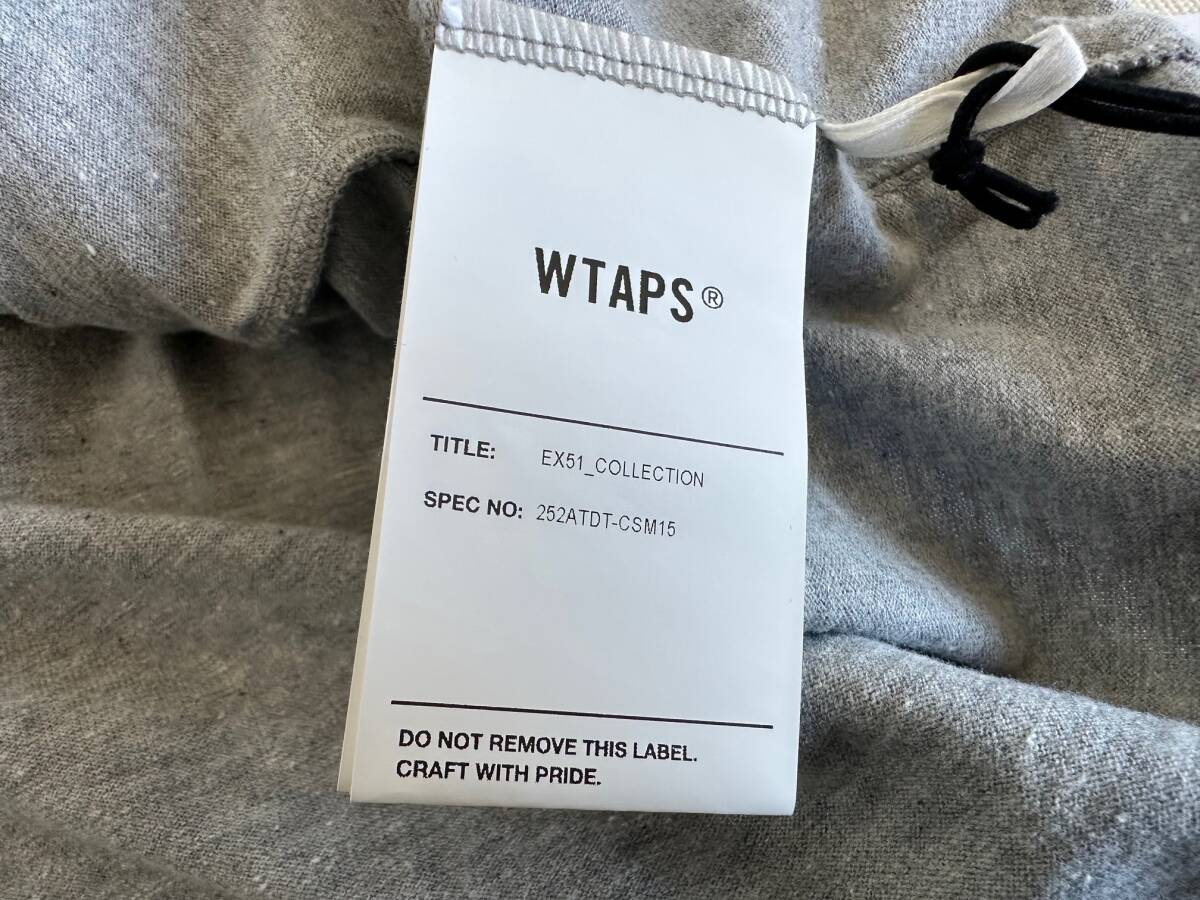 WTAPS®
TITLE: EX51_COLLECTION
SPEC NO: 252ATDT-CSM15
DO NOT REMOVE THIS LABEL.
CRAFT WITH PRIDE.